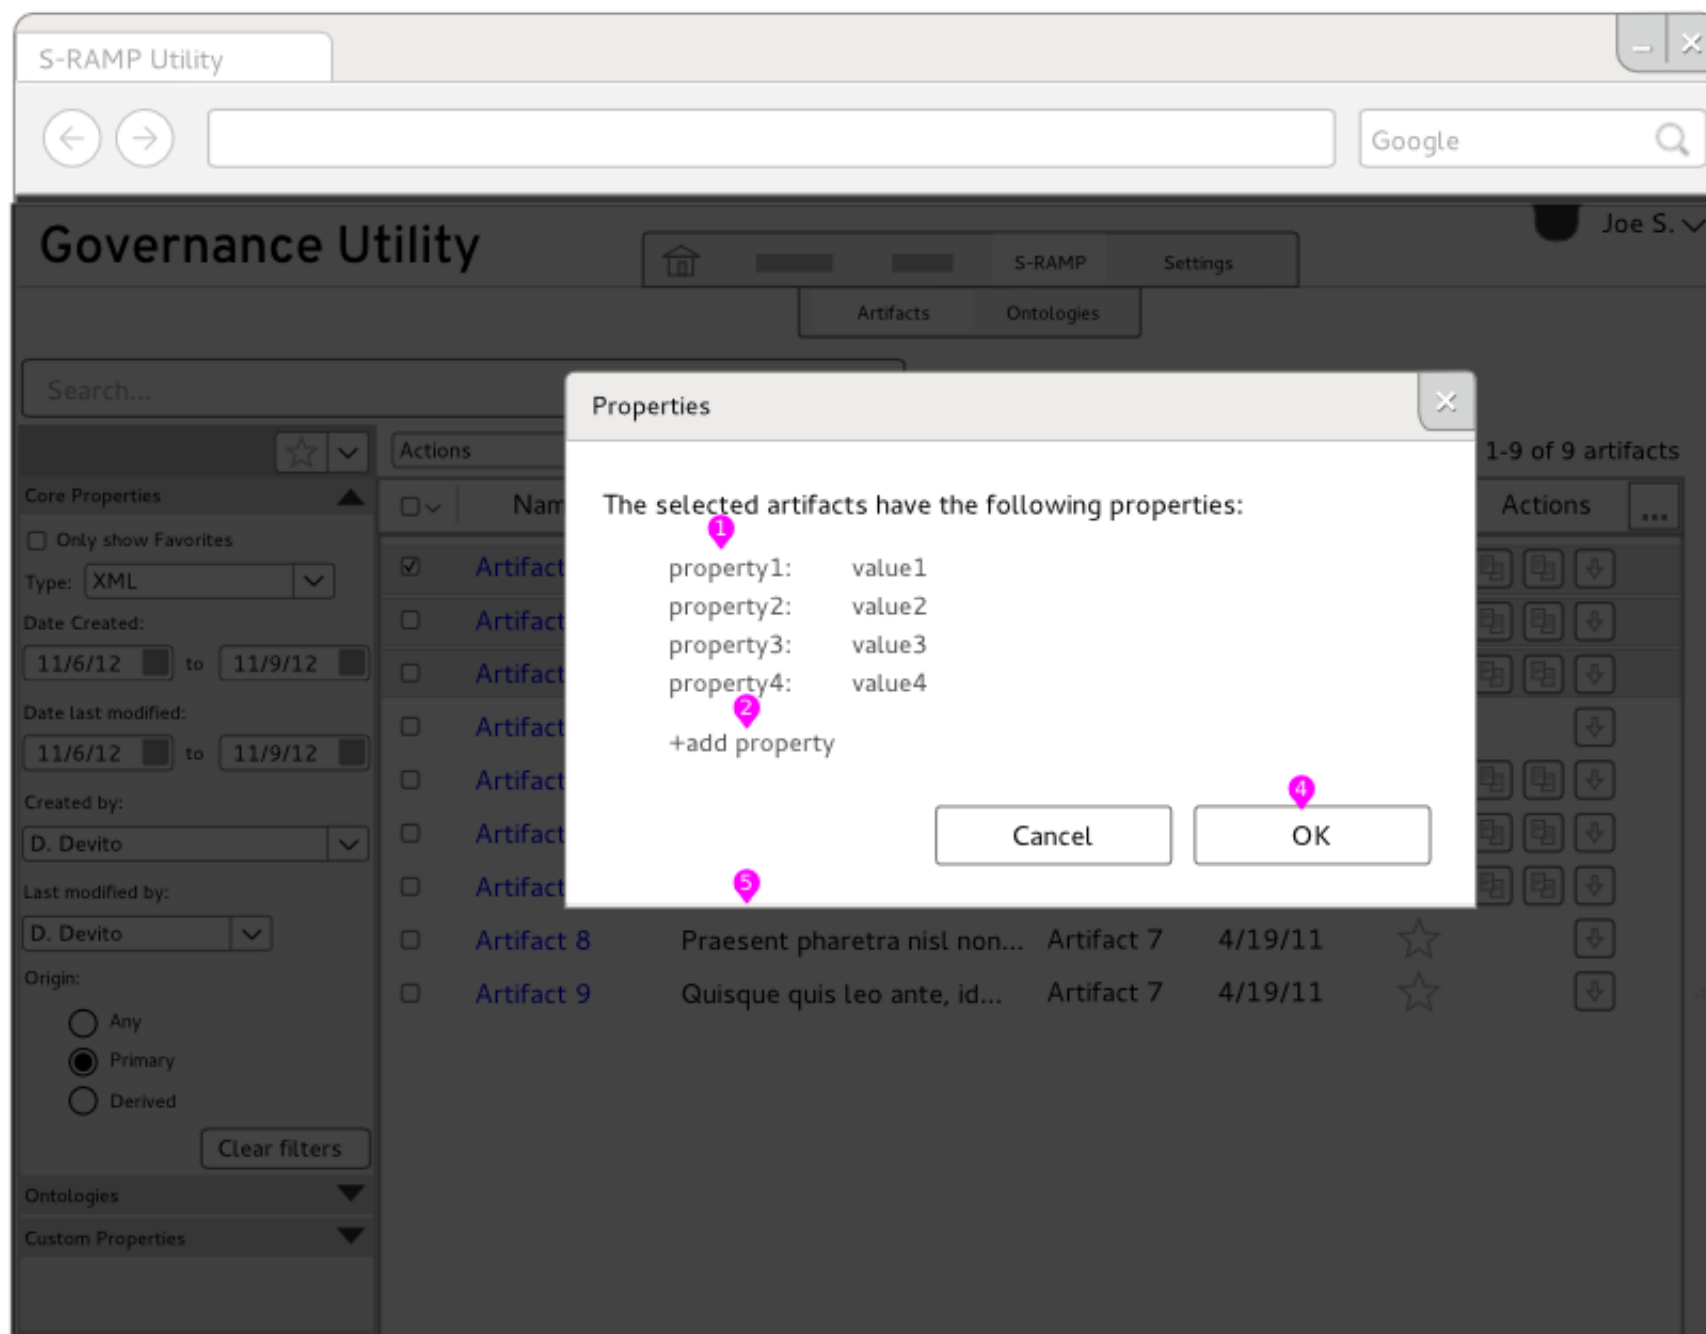 S-RAMP Utility
Google
Governance Utility
Joe S.
S-RAMP
Settings
Artifacts
Ontologies
Search...
Properties
Actions
1-9 of 9 artifacts
Core Properties
Nam
The selected artifacts have the following properties:
Actions
...
1
Only show Favorites
Artifact
property1: value1
Type: XML
property2: value2
Artifact
Date Created:
property3: value3
11/6/12 to 11/9/12
Artifact
property4: value4
2
Date last modified:
Artifact
+add property
11/6/12 to 11/9/12
Artifact
4
Created by:
Cancel
OK
D. Devito
Artifact
5
Last modified by:
Artifact
D. Devito
Artifact 8 Praesent pharetra nisl non... Artifact 7 4/19/11
Origin:
Artifact 9 Quisque quis leo ante, id... Artifact 7 4/19/11
Any
Primary
Derived
Clear filters
Ontologies
Custom Properties